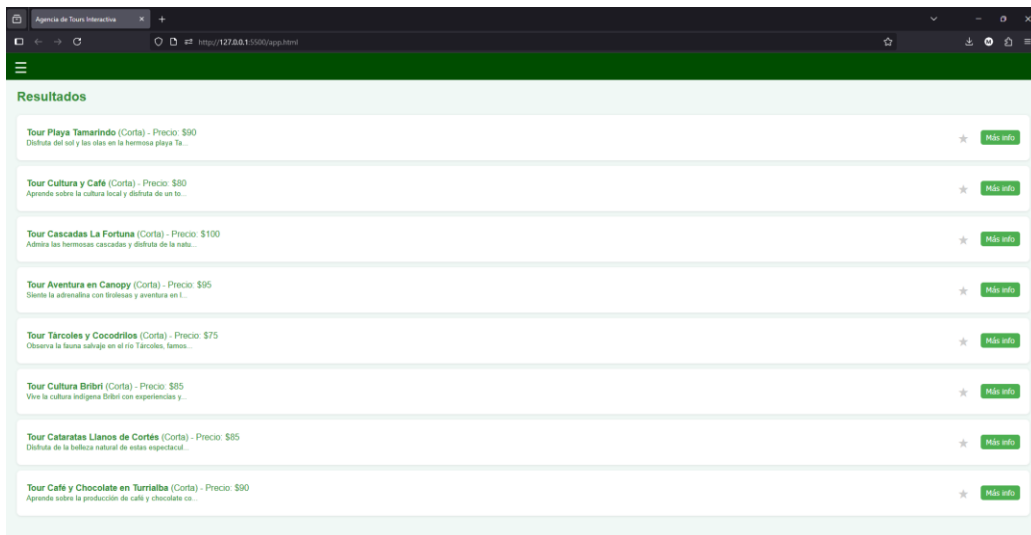 Agencia de Tours Interactiva
http://127.0.0.1:5500/app.html
Resultados
Tour Playa Tamarindo (Corta) - Precio: $90
Disfruta del sol y las olas en la hermosa playa Ta...
Más info
Tour Cultura y Café (Corta) - Precio: $80
Aprende sobre la cultura local y disfruta de un to...
Más info
Tour Cascadas La Fortuna (Corta) - Precio: $100
Admira las hermosas cascadas y disfruta de la natu...
Más info
Tour Aventura en Canopy (Corta) - Precio: $95
Siente la adrenalina con tirolesas y aventura en l...
Más info
Tour Tárcoles y Cocodrilos (Corta) - Precio: $75
Observa la fauna salvaje en el río Tárcoles, famos...
Más info
Tour Cultura Bribri (Corta) - Precio: $85
Vive la cultura indígena Bribri con experiencias y...
Más info
Tour Cataratas Llanos de Cortés (Corta) - Precio: $85
Disfruta de la belleza natural de estas espectacul...
Más info
Tour Café y Chocolate en Turrialba (Corta) - Precio: $90
Aprende sobre la producción de café y chocolate co...
Más info